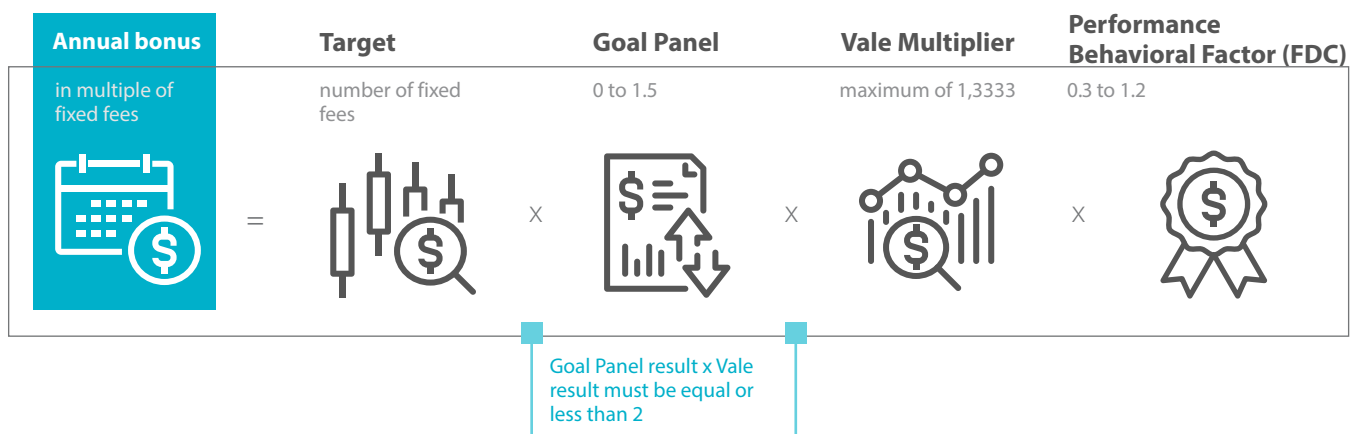 Annual bonus
in multiple of
fixed fees
$
=
Target
number of fixed
fees
$
X
Goal Panel
0 to 1.5
$
X
Vale Multiplier
maximum of 1,3333
$
X
Performance
Behavioral Factor (FDC)
0.3 to 1.2
$
Goal Panel result x Vale
result must be equal or
less than 2